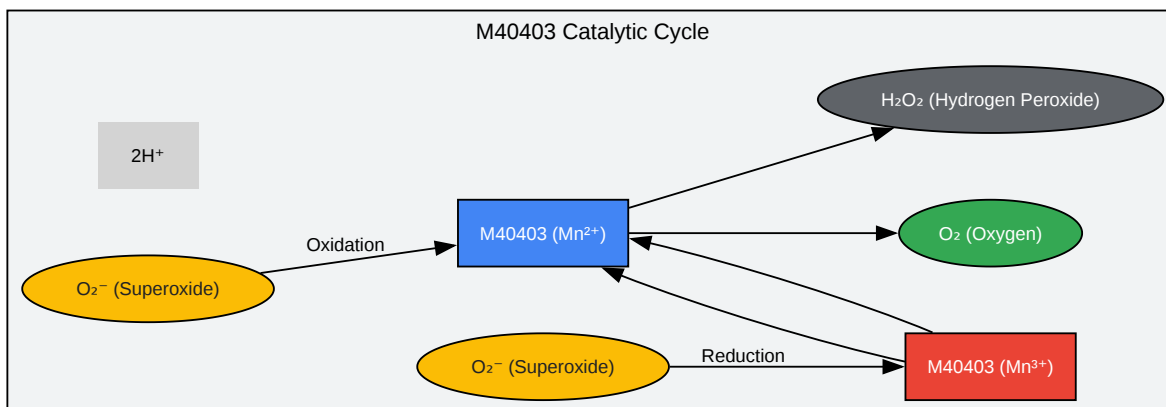 M40403 Catalytic Cycle
H₂O₂ (Hydrogen Peroxide)
2H⁺
M40403 (Mn²⁺)
O₂ (Oxygen)
Oxidation
O₂⁻ (Superoxide)
O₂⁻ (Superoxide)
Reduction
M40403 (Mn³⁺)